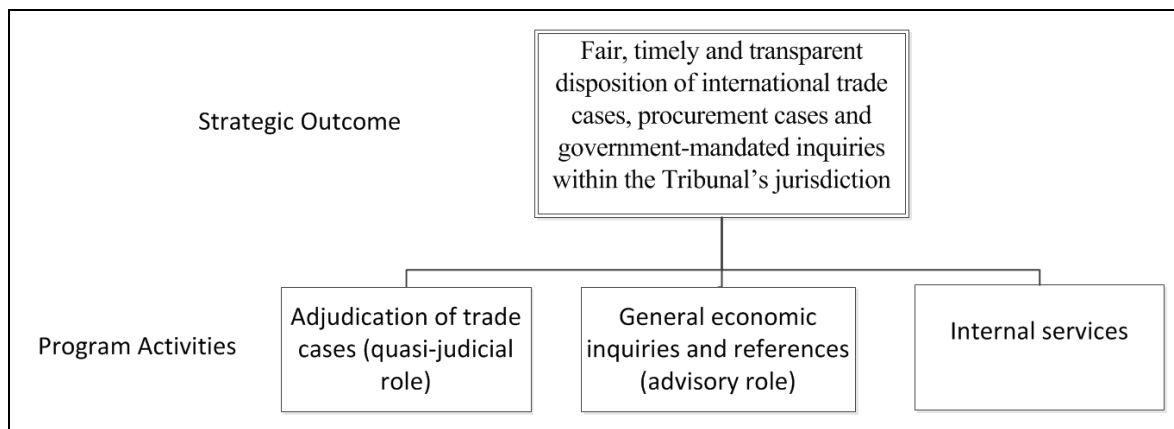 Strategic Outcome
Fair, timely and transparent
disposition of international trade
cases, procurement cases and
government-mandated inquiries
within the Tribunal's jurisdiction
Program Activities
Adjudication of trade
cases (quasi-judicial
role)
General economic
inquiries and references
(advisory role)
Internal services